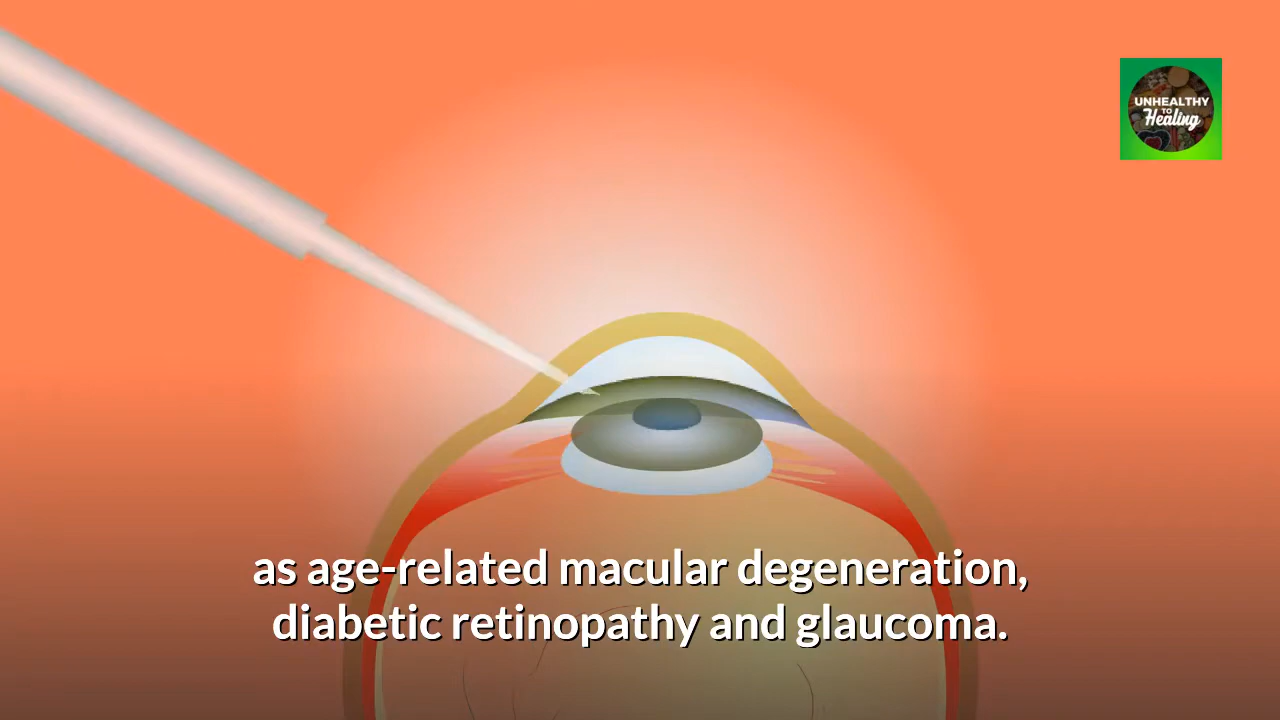 UNHEALTHY
TO
Healing
as age-related macular degeneration,
diabetic retinopathy and glaucoma.